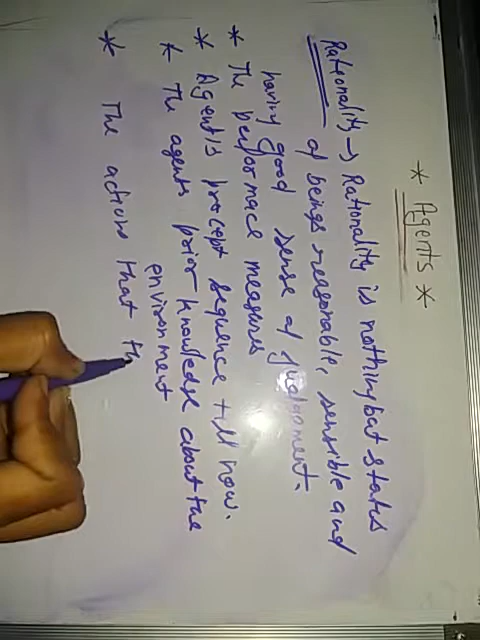 * Agents *
Rationality → Rationality is nothing but status
of beings reasonable, sensible and
having good sense of judgement.
* The performace measures
* Agent's precept sequence till now.
* The agents prior knowledge about the
environment
* The actions that th